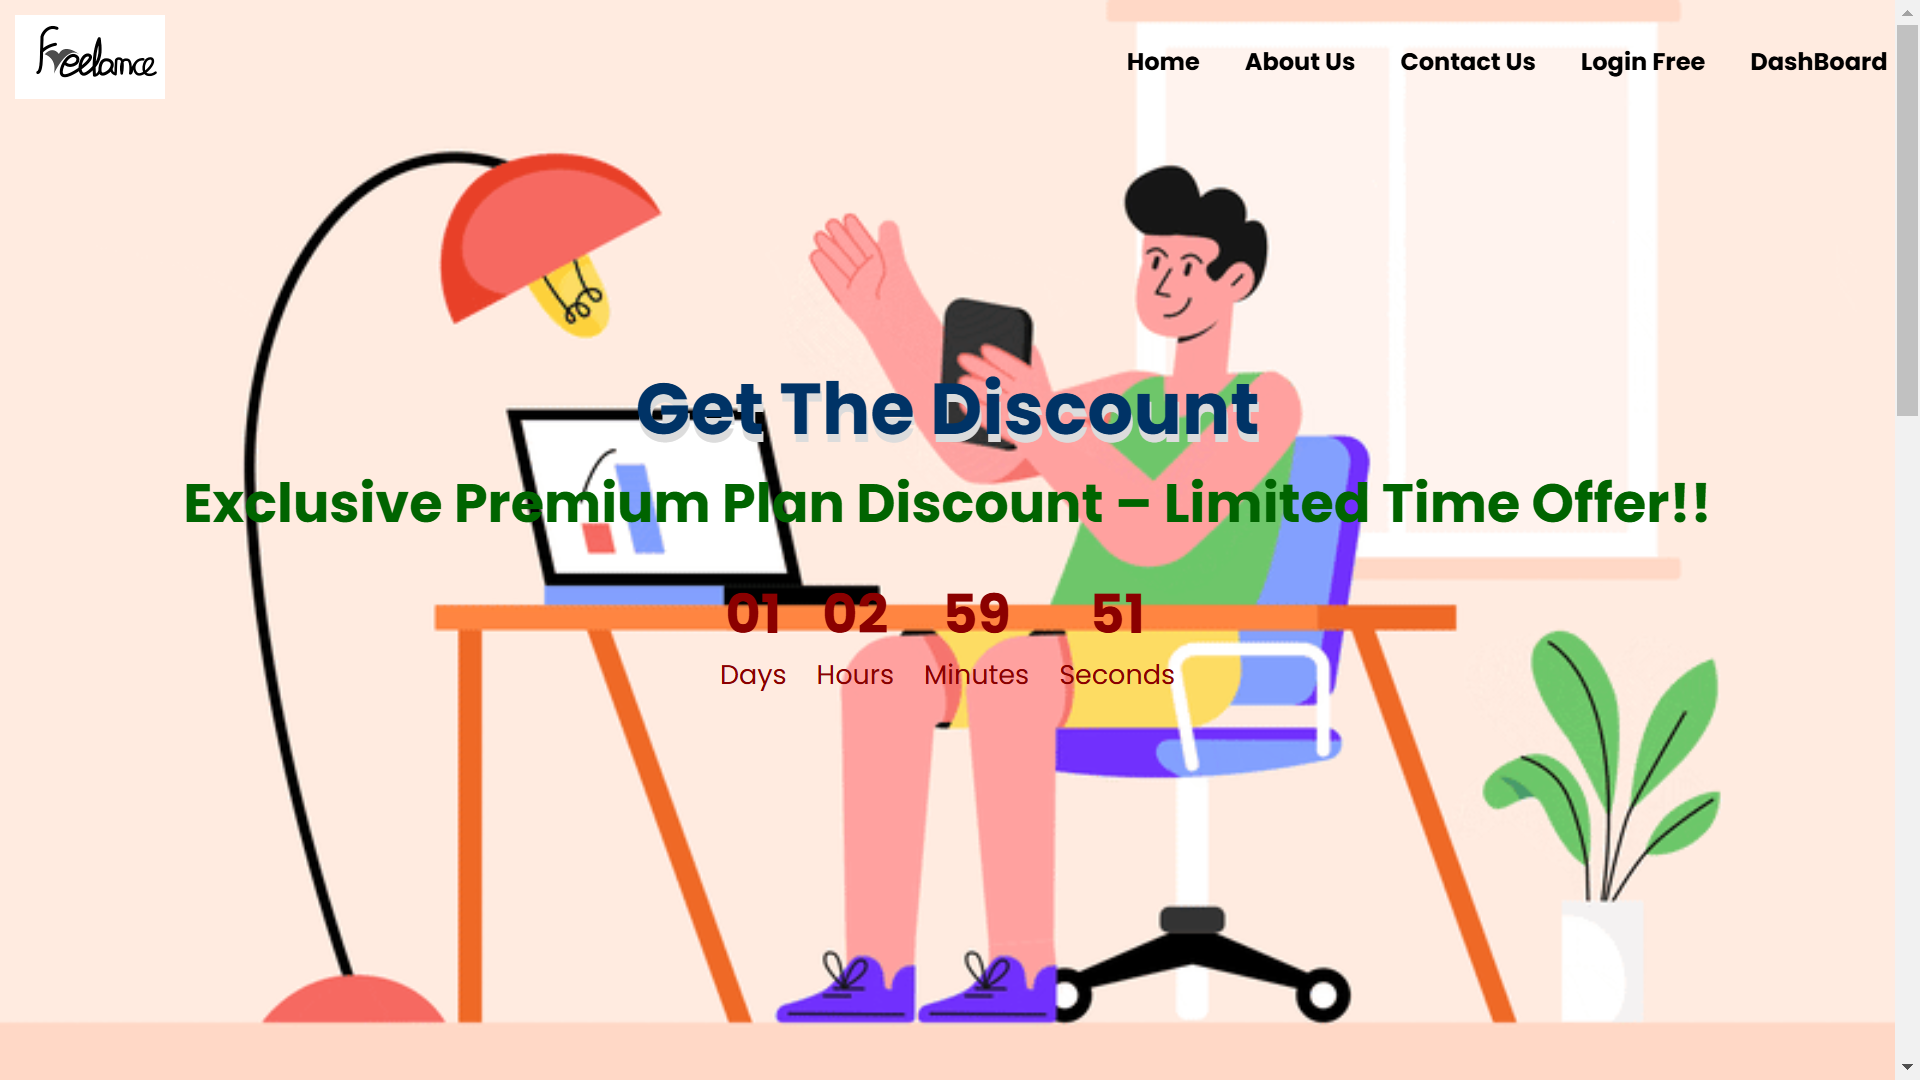 Freelance
Home About Us Contact Us Login Free DashBoard
Get The Discount
Exclusive Premium Plan Discount – Limited Time Offer!!
01 02 59 51
Days Hours Minutes Seconds